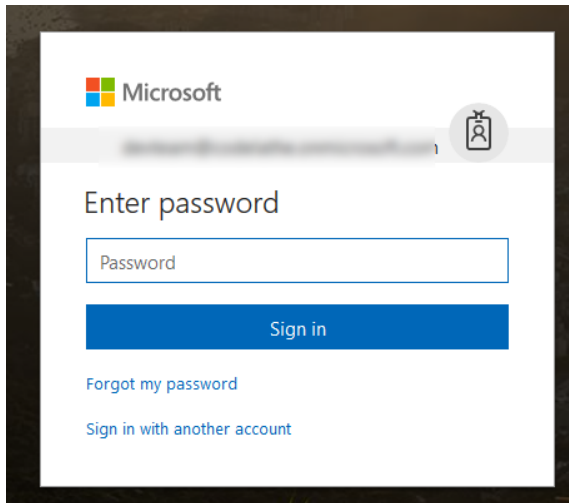 Microsoft
Enter password
Password
Sign in
Forgot my password
Sign in with another account